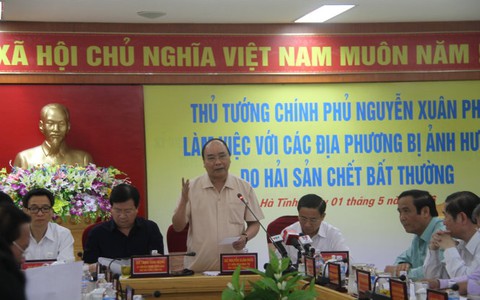 XÃ HỘI CHỦ NGHĨA VIỆT NAM MUÔN NĂM
THỦ TƯỚNG CHÍNH PHỦ NGUYỄN XUÂN PH
LÀM VIỆC VỚI CÁC ĐỊA PHƯƠNG BỊ ẢNH HƯ
DO HẢI SẢN CHẾT BẤT THƯỜNG
Hà Tĩnh, 01 tháng 5